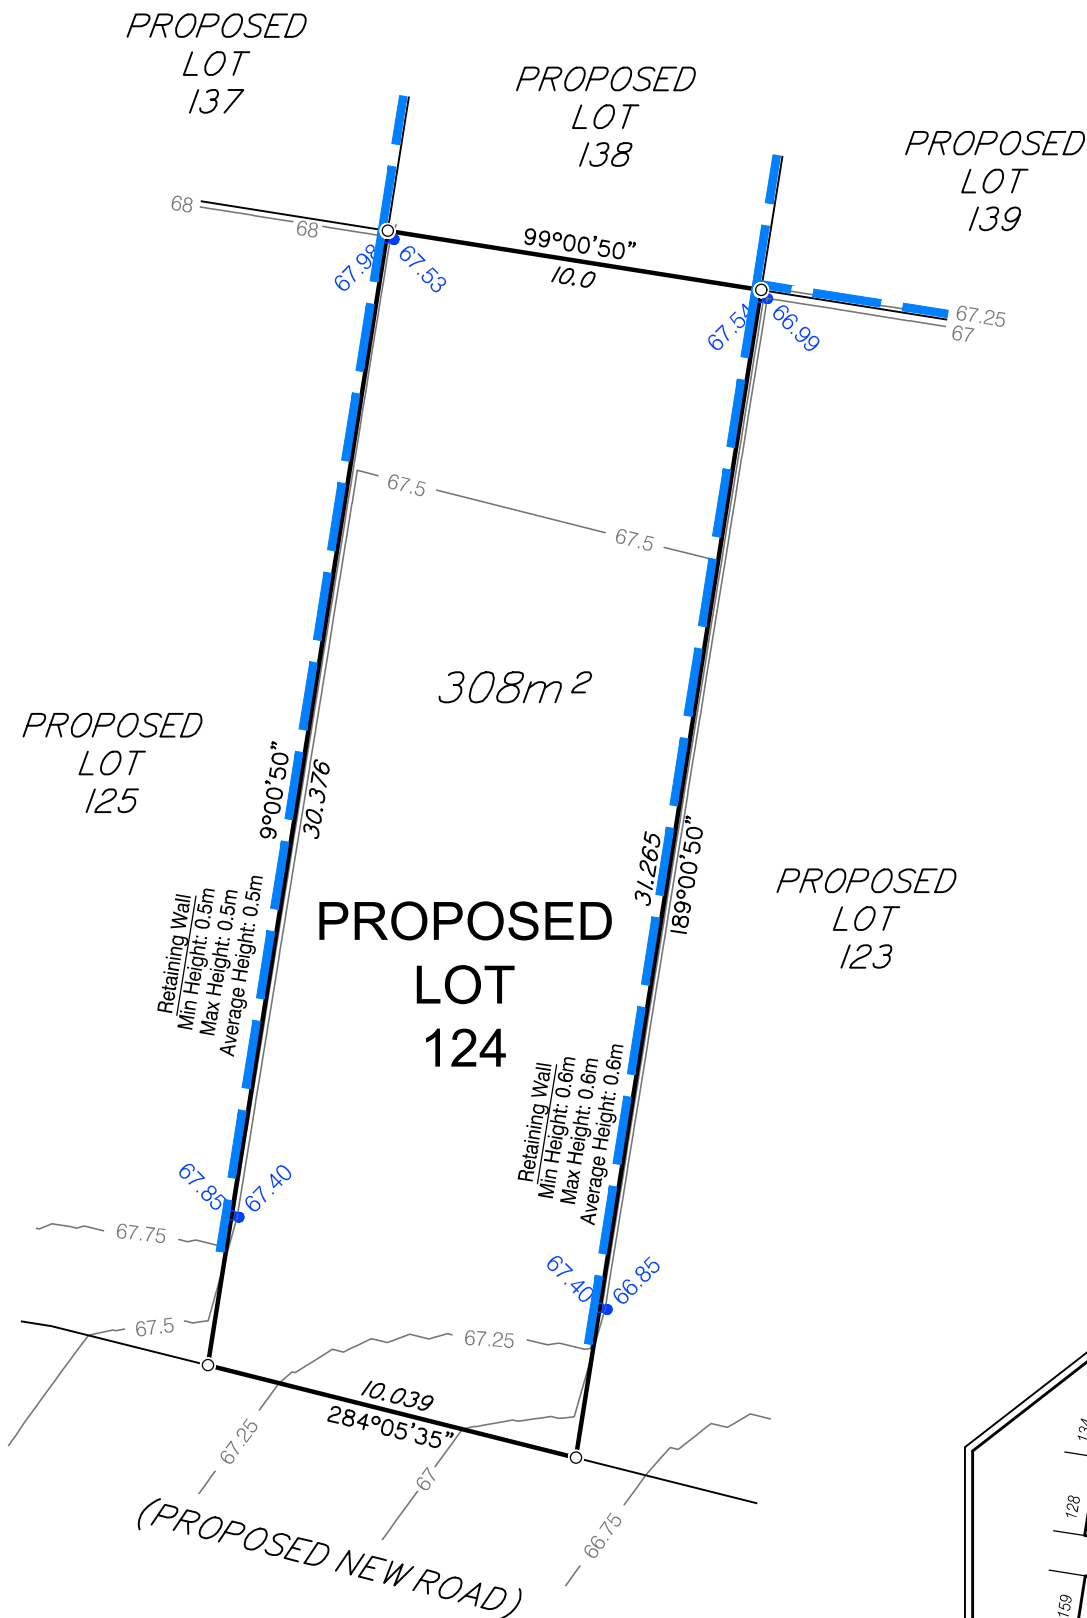 PROPOSED
LOT
137
PROPOSED
LOT
138
PROPOSED
LOT
139
68
68
99°00'50"
10.0
67.98
67.53
67.54
66.99
67.25
67
67.5
67.5
308m²
PROPOSED
LOT
125
9°00'50"
30.376
31.265
189°00'50"
PROPOSED
LOT
123
PROPOSED
LOT
124
Retaining Wall
Min Height: 0.5m
Max Height: 0.5m
Average Height: 0.5m
Retaining Wall
Min Height: 0.6m
Max Height: 0.6m
Average Height: 0.6m
67.85
67.40
67.40
66.85
67.75
67.5
67.25
10.039
284°05'35"
67.25
67
66.75
(PROPOSED NEW ROAD)
134
128
159